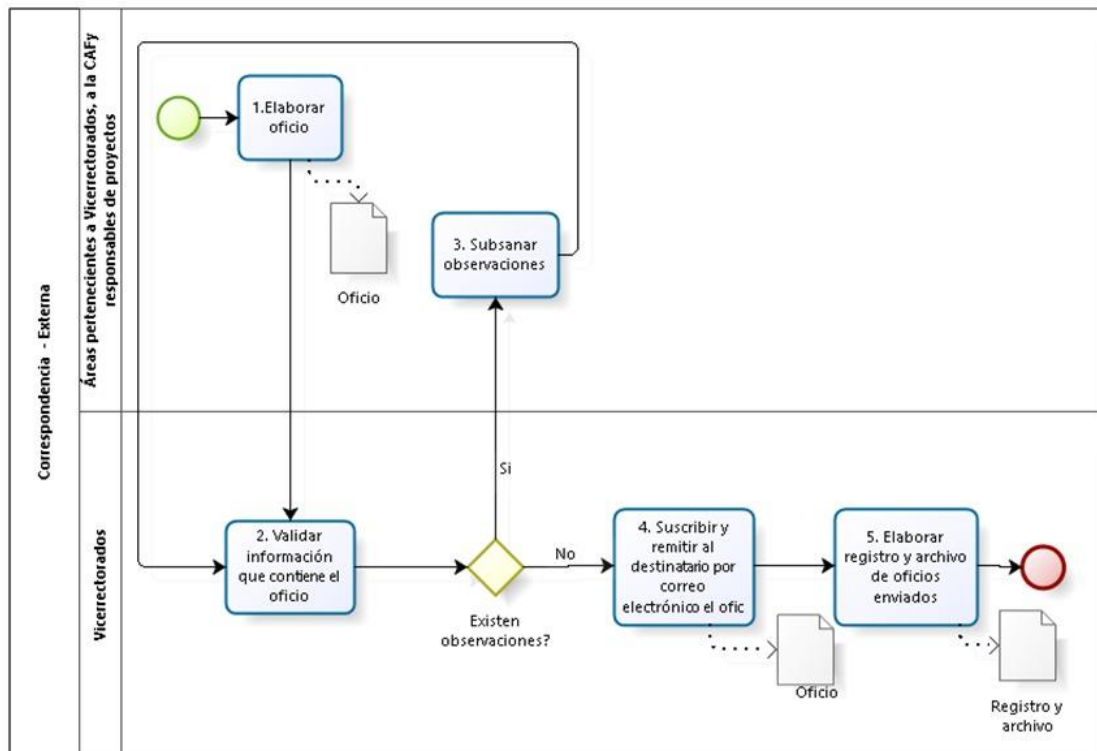 Correspondencia - Externa
Áreas pertenecientes a Vicerrectorados, a la CAFy
responsables de proyectos
1.Elaborar
oficio
Oficio
3. Subsanar
observaciones
Vicerrectorados
2. Validar
información
que contiene el
oficio
Existen
observaciones?
Si
No
4. Suscribir y
remitir al
destinatario por
correo
electrónico el ofic
Oficio
5. Elaborar
registro y archivo
de oficios
enviados
Registro y
archivo